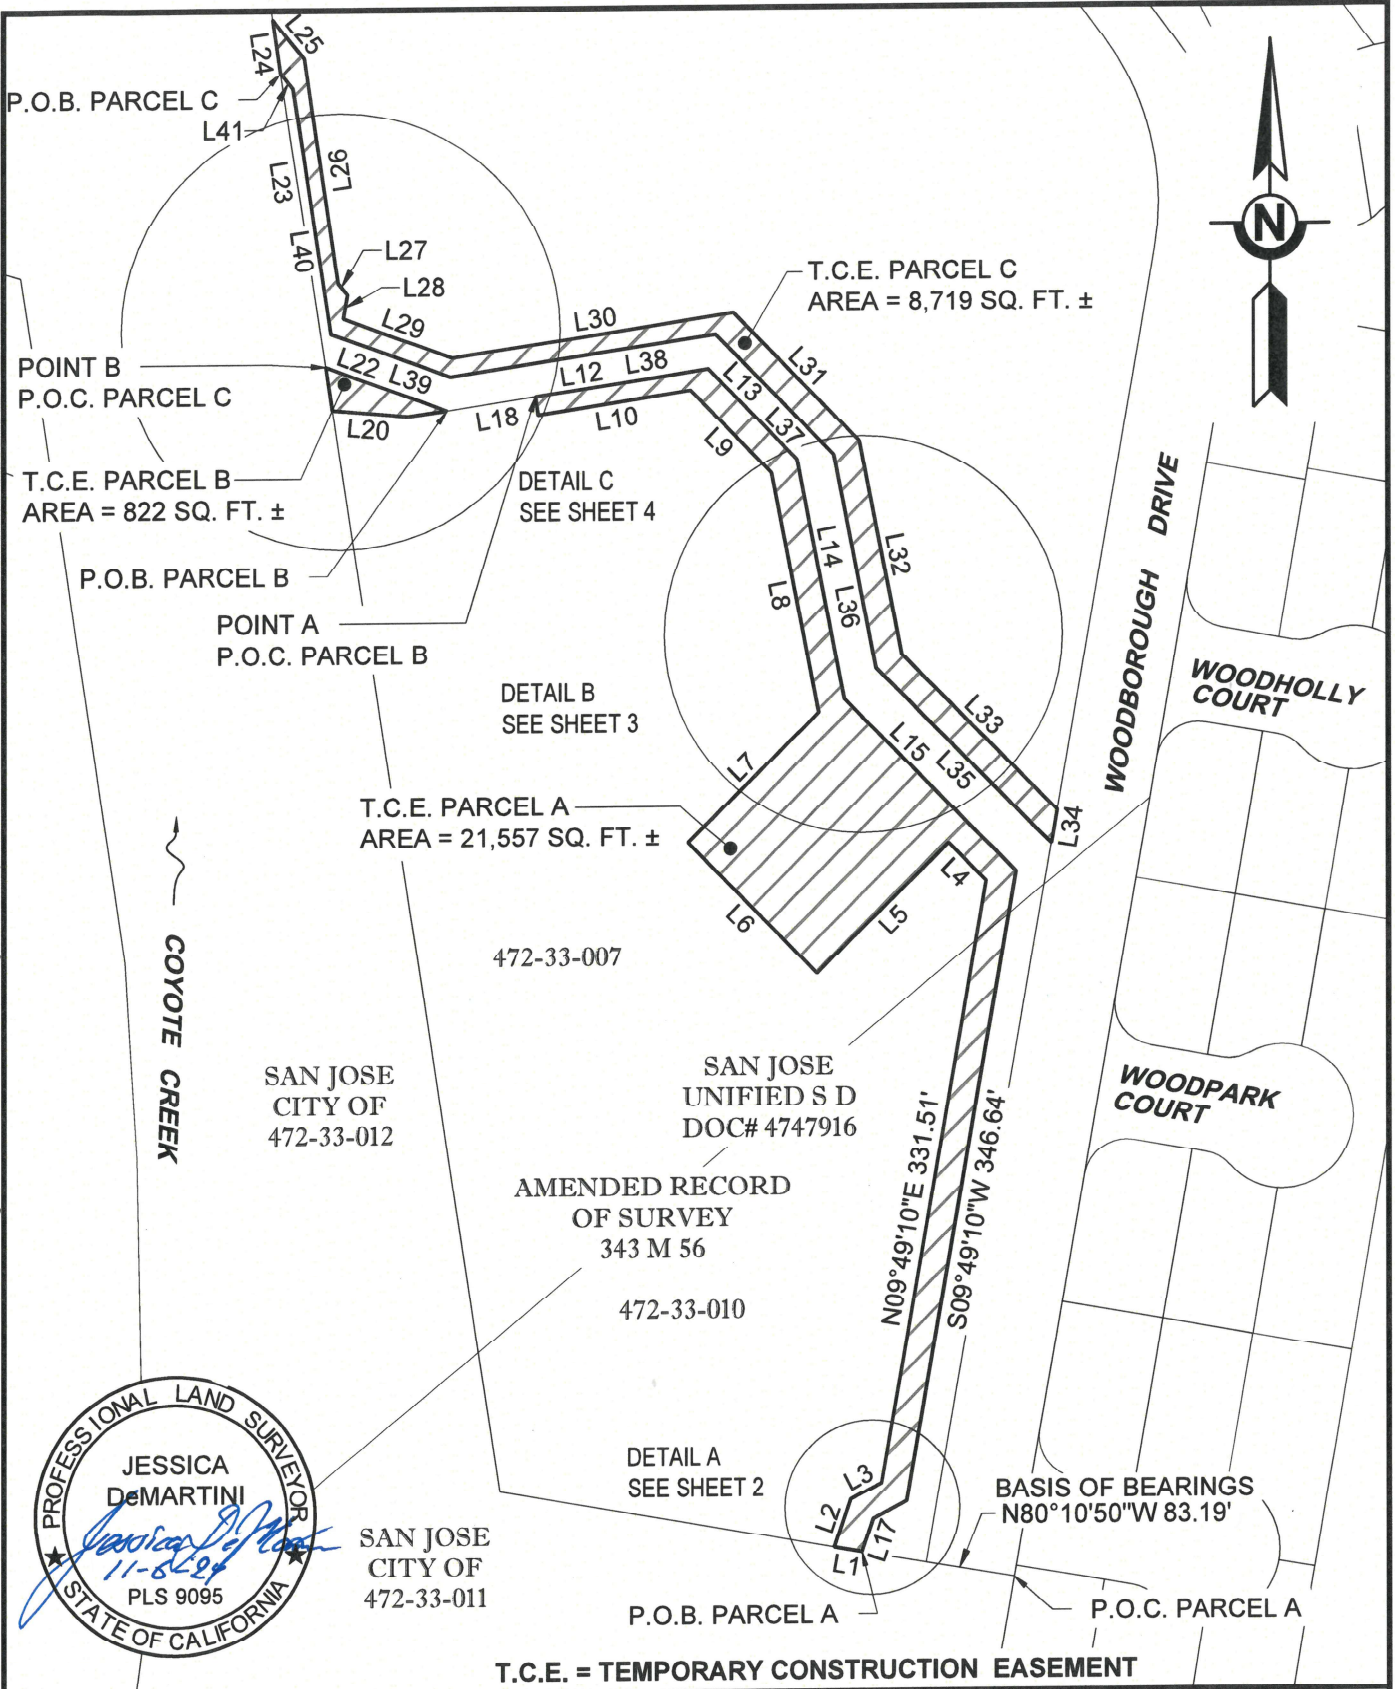 L25
L24
P.O.B. PARCEL C
L41
L23
L26
L40
L27
L28
L29
L30
T.C.E. PARCEL C
AREA = 8,719 SQ. FT. ±
N
L31
POINT B
P.O.C. PARCEL C
L22
L39
L12
L38
L13
L37
L20
L18
L10
L9
T.C.E. PARCEL B
AREA = 822 SQ. FT. ±
DETAIL C
SEE SHEET 4
P.O.B. PARCEL B
POINT A
P.O.C. PARCEL B
L14
L32
L8
L36
WOODBOROUGH DRIVE
WOODHOLLY
COURT
DETAIL B
SEE SHEET 3
L33
L15
L35
L7
L34
T.C.E. PARCEL A
AREA = 21,557 SQ. FT. ±
L4
L6
L5
COYOTE CREEK
472-33-007
SAN JOSE
CITY OF
472-33-012
SAN JOSE
UNIFIED S D
DOC# 4747916
WOODPARK
COURT
N09°49'10"E 331.51'
S09°49'10"W 346.64'
AMENDED RECORD
OF SURVEY
343 M 56
472-33-010
PROFESSIONAL LAND SURVEYOR
JESSICA
DeMARTINI
PLS 9095
STATE OF CALIFORNIA
SAN JOSE
CITY OF
472-33-011
DETAIL A
SEE SHEET 2
L3
L2
L17
L1
BASIS OF BEARINGS
N80°10'50"W 83.19'
P.O.B. PARCEL A
P.O.C. PARCEL A
T.C.E. = TEMPORARY CONSTRUCTION EASEMENT